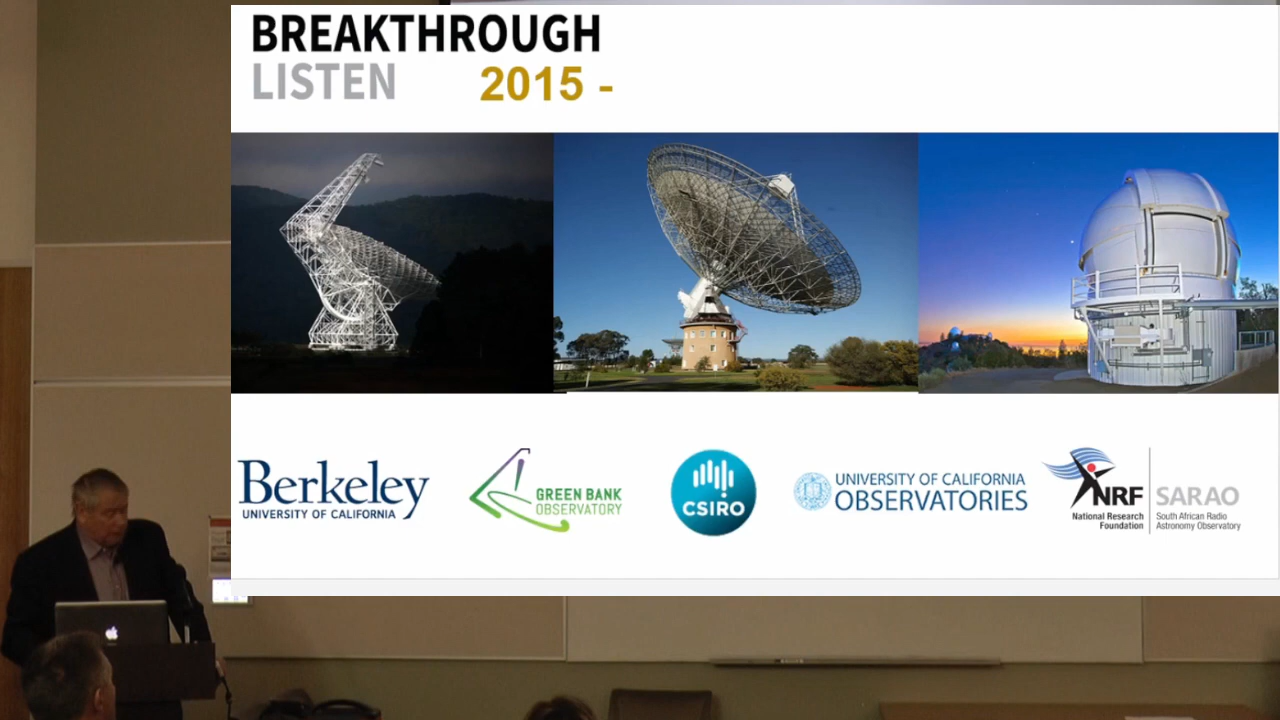 BREAKTHROUGH
LISTEN 2015 -
Berkeley
UNIVERSITY OF CALIFORNIA
GREEN BANK
OBSERVATORY
CSIRO
UNIVERSITY OF CALIFORNIA
OBSERVATORIES
NRF
National Research
Foundation
SARAO
South African Radio
Astronomy Observatory